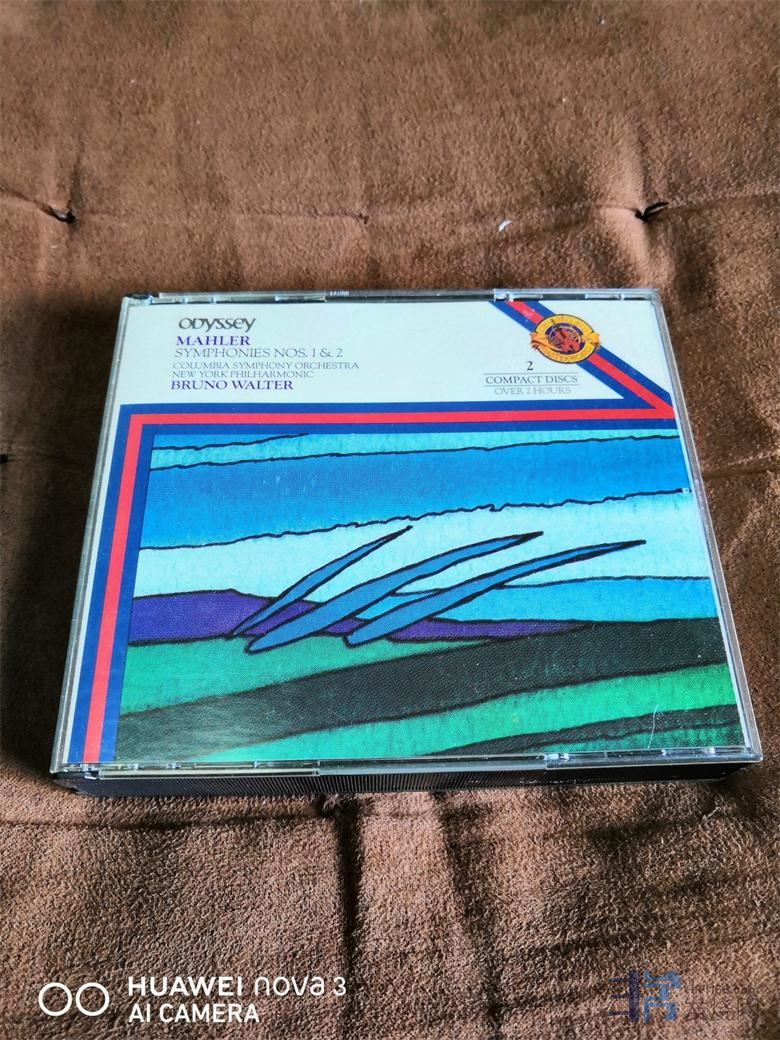 ODYSSEY
MAHLER
SYMPHONIES NOS. 1 & 2
COLUMBIA SYMPHONY ORCHESTRA
NEW YORK PHILHARMONIC
BRUNO WALTER
2
COMPACT DISCS
OVER 2 HOURS
HUAWEI nova 3
AI CAMERA